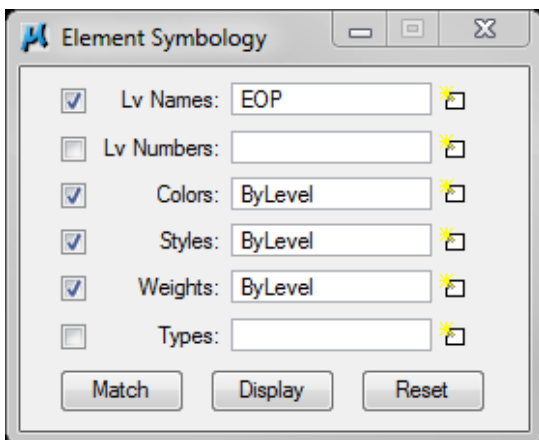 Element Symbology
Lv Names: EOP
Lv Numbers:
Colors: ByLevel
Styles: ByLevel
Weights: ByLevel
Types:
Match Display Reset